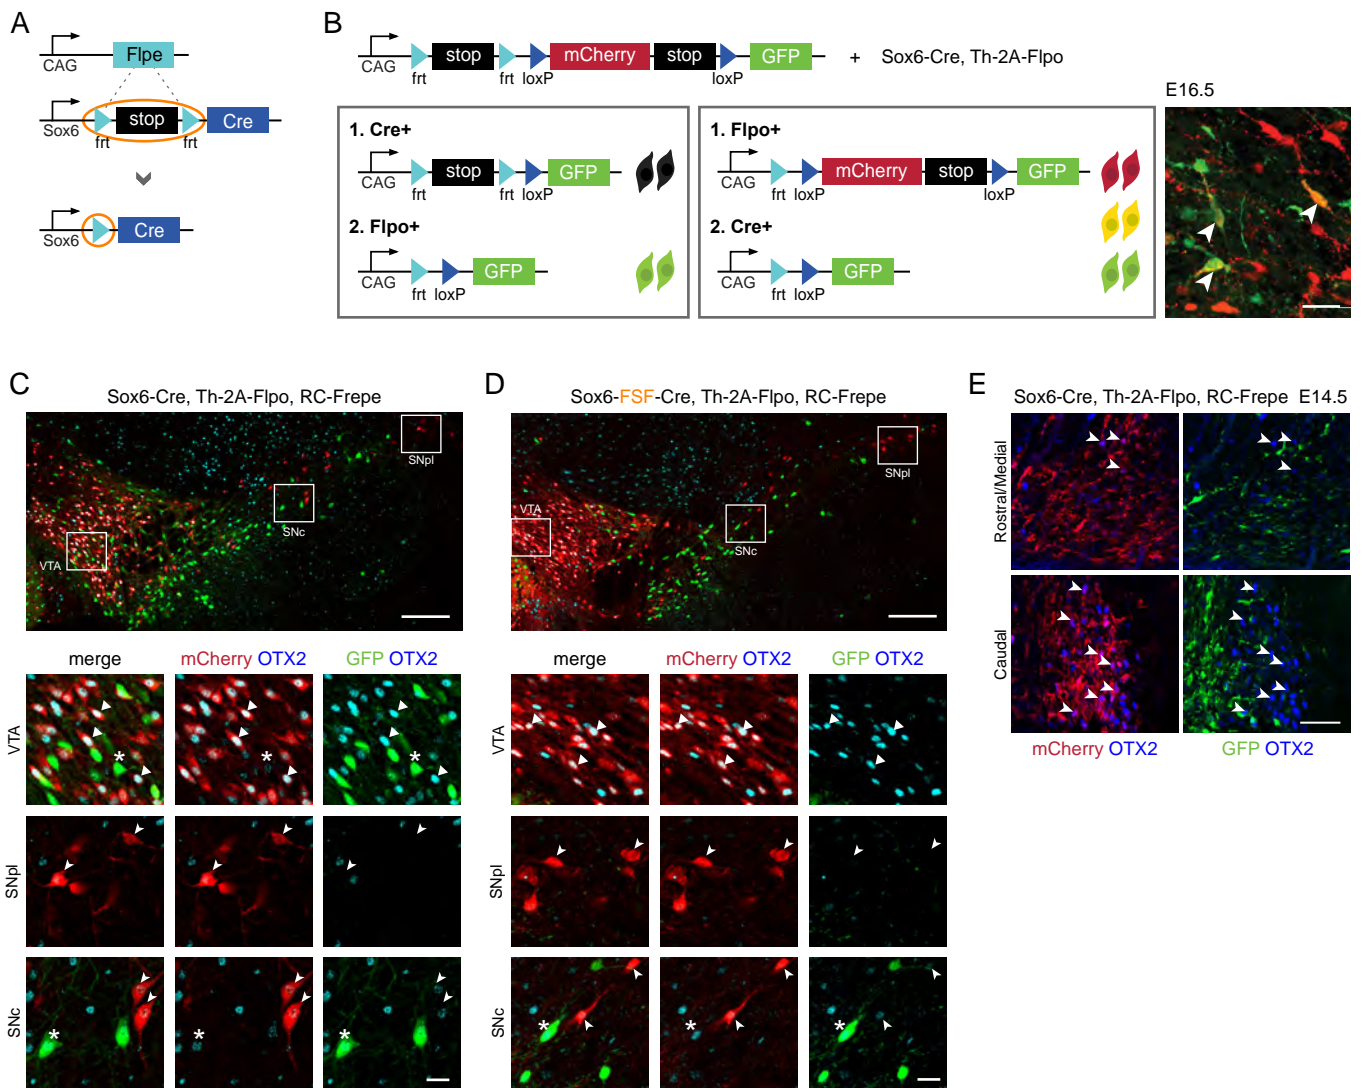 A
CAG
Flpe
Sox6
stop
Cre
frt
frt
Sox6
Cre
B
CAG
stop
mCherry
stop
GFP
frt
frt
loxP
loxP
+ Sox6-Cre, Th-2A-Flpo
1. Cre+
CAG
stop
GFP
frt
frt
loxP
2. Flpo+
CAG
GFP
frt
loxP
1. Flpo+
CAG
mCherry
stop
GFP
frt
loxP
loxP
2. Cre+
CAG
GFP
frt
loxP
E16.5
C
Sox6-Cre, Th-2A-Flpo, RC-Frepe
SNpl
SNc
VTA
merge
mCherry OTX2
GFP OTX2
VTA
*
*
*
SNpl
SNc
*
*
*
D
Sox6-FSF-Cre, Th-2A-Flpo, RC-Frepe
SNpl
VTA
SNc
merge
mCherry OTX2
GFP OTX2
VTA
SNpl
SNc
*
*
*
E
Sox6-Cre, Th-2A-Flpo, RC-Frepe E14.5
Rostral/Medial
Caudal
mCherry OTX2
GFP OTX2